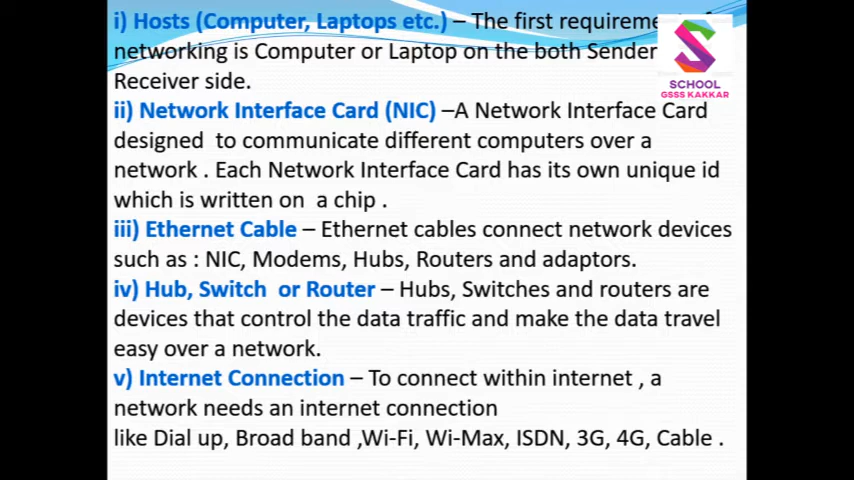 i) Hosts (Computer, Laptops etc.) – The first requirement of
networking is Computer or Laptop on the both Sender
Receiver side.
SCHOOL
GSSS KAKKAR
ii) Network Interface Card (NIC) –A Network Interface Card
designed to communicate different computers over a
network . Each Network Interface Card has its own unique id
which is written on a chip .
iii) Ethernet Cable – Ethernet cables connect network devices
such as : NIC, Modems, Hubs, Routers and adaptors.
iv) Hub, Switch or Router – Hubs, Switches and routers are
devices that control the data traffic and make the data travel
easy over a network.
v) Internet Connection – To connect within internet , a
network needs an internet connection
like Dial up, Broad band ,Wi-Fi, Wi-Max, ISDN, 3G, 4G, Cable .